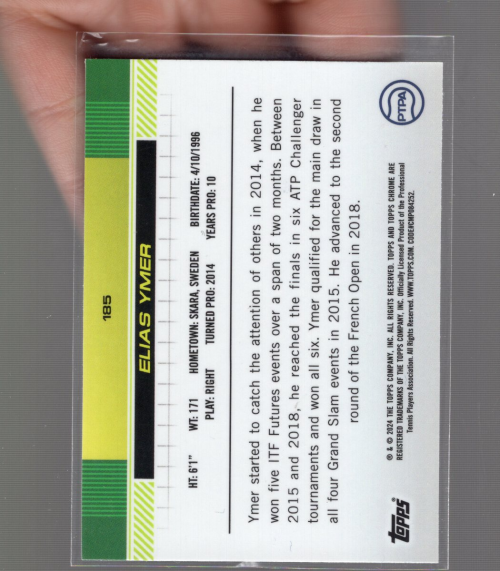 185
ELIAS YMER
HT: 6'1" WT: 171 HOMETOWN: SKARA, SWEDEN BIRTHDATE: 4/10/1996
PLAY: RIGHT TURNED PRO: 2014 YEARS PRO: 10
Ymer started to catch the attention of others in 2014, when he
won five ITF Futures events over a span of two months. Between
2015 and 2018, he reached the finals in six ATP Challenger
tournaments and won all six. Ymer qualified for the main draw in
all four Grand Slam events in 2015. He advanced to the second
round of the French Open in 2018.
topps
® & © 2024 THE TOPPS COMPANY, INC. ALL RIGHTS RESERVED. TOPPS AND TOPPS CHROME ARE
REGISTERED TRADEMARKS OF THE TOPPS COMPANY, INC. Officially Licensed Product of the Professional
Tennis Players Association. All Rights Reserved. WWW.TOPPS.COM. CODE#CMP084252.
PTPA